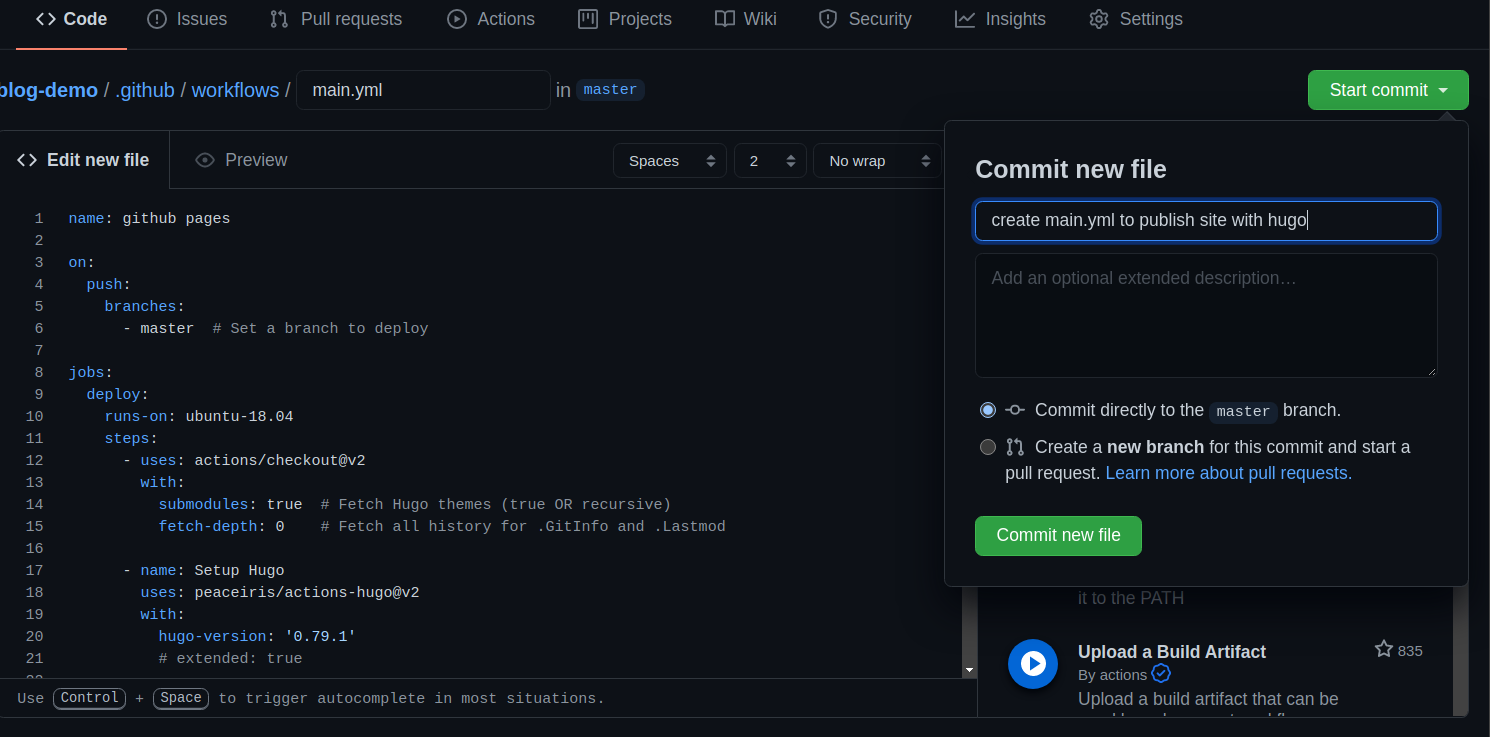 Code Issues Pull requests Actions Projects Wiki Security Insights Settings
blog-demo / .github / workflows / main.yml in master Start commit
Edit new file Preview Spaces 2 No wrap
1 name: github pages
2
3 on:
4 push:
5 branches:
6 - master # Set a branch to deploy
7
8 jobs:
9 deploy:
10 runs-on: ubuntu-18.04
11 steps:
12 - uses: actions/checkout@v2
13 with:
14 submodules: true # Fetch Hugo themes (true OR recursive)
15 fetch-depth: 0 # Fetch all history for .GitInfo and .Lastmod
16
17 - name: Setup Hugo
18 uses: peaceiris/actions-hugo@v2
19 with:
20 hugo-version: '0.79.1'
21 # extended: true
Use Control + Space to trigger autocomplete in most situations.
Commit new file
create main.yml to publish site with hugo
Add an optional extended description…
Commit directly to the master branch.
Create a new branch for this commit and start a
pull request. Learn more about pull requests.
Commit new file
it to the PATH
Upload a Build Artifact 835
By actions
Upload a build artifact that can be